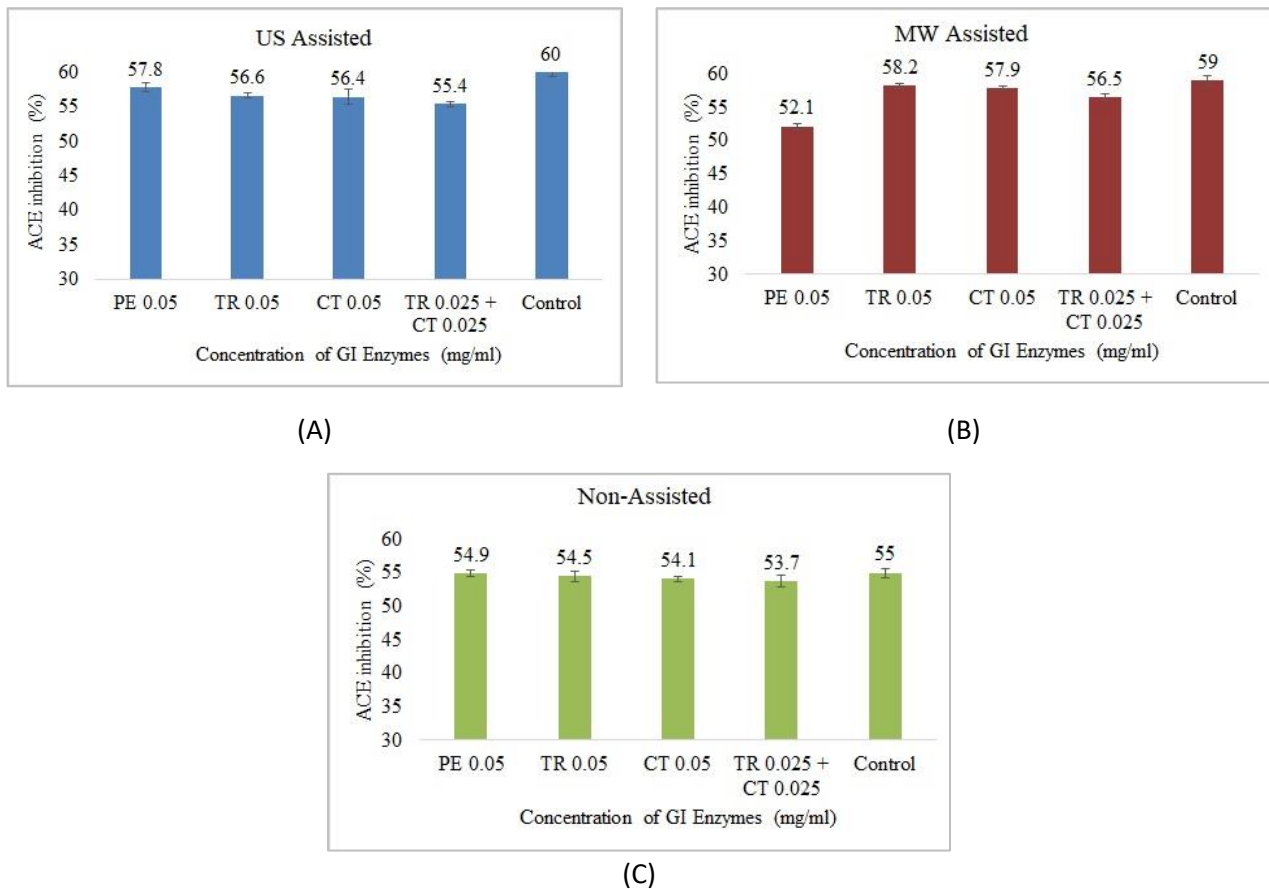 US Assisted
ACE inhibition (%)
60
55
50
45
40
35
30
57.8
56.6
56.4
55.4
60
PE 0.05
TR 0.05
CT 0.05
TR 0.025 +
CT 0.025
Control
Concentration of GI Enzymes (mg/ml)
(A)
MW Assisted
ACE inhibition (%)
60
55
50
45
40
35
30
52.1
58.2
57.9
56.5
59
PE 0.05
TR 0.05
CT 0.05
TR 0.025 +
CT 0.025
Control
Concentration of GI Enzymes (mg/ml)
(B)
Non-Assisted
ACE inhibition (%)
60
55
50
45
40
35
30
54.9
54.5
54.1
53.7
55
PE 0.05
TR 0.05
CT 0.05
TR 0.025 +
CT 0.025
Control
Concentration of GI Enzymes (mg/ml)
(C)